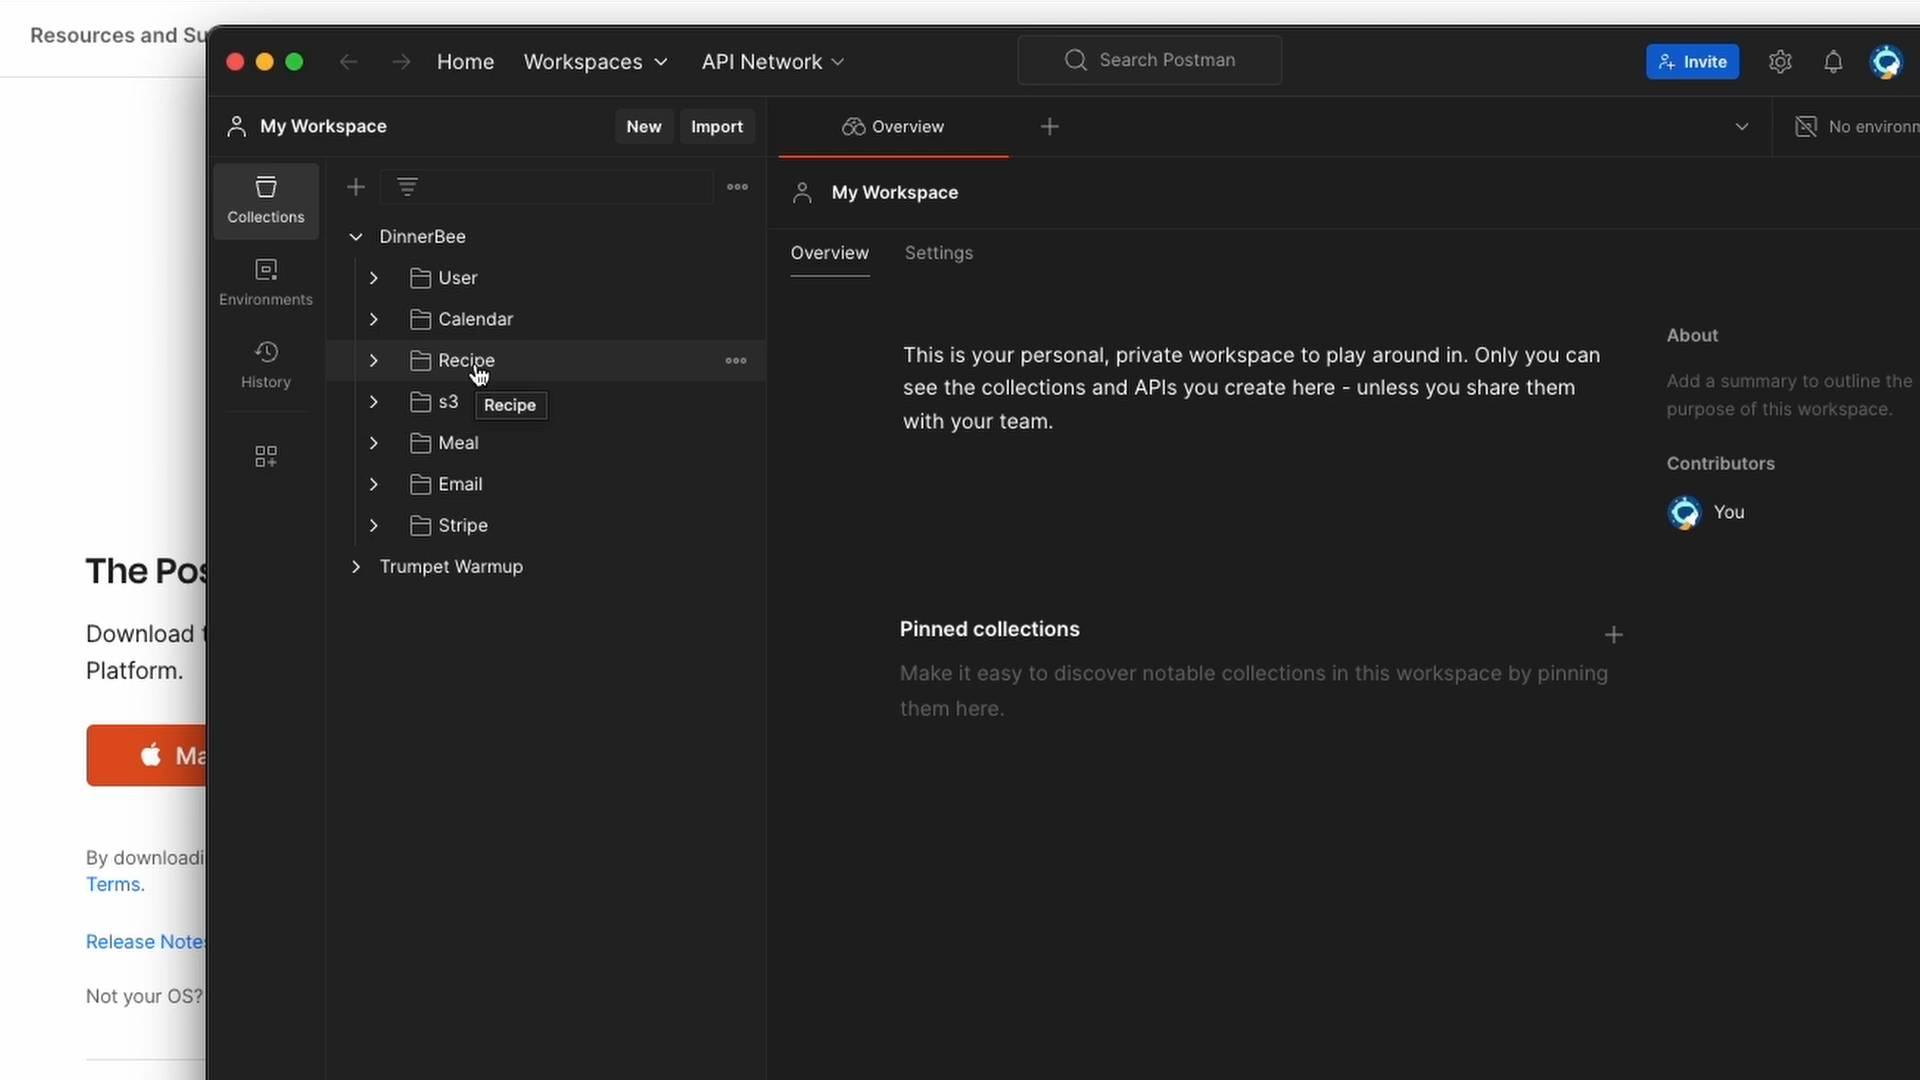 Resources and Su
Home
Workspaces
API Network
Search Postman
Invite
My Workspace
New
Import
Overview
No environm
Collections
Environments
History
DinnerBee
User
Calendar
Recipe
s3
Recipe
Meal
Email
Stripe
Trumpet Warmup
My Workspace
Overview
Settings
This is your personal, private workspace to play around in. Only you can
see the collections and APIs you create here - unless you share them
with your team.
Pinned collections
Make it easy to discover notable collections in this workspace by pinning
them here.
About
Add a summary to outline the
purpose of this workspace.
Contributors
You
The Pos
Download t
Platform.
Ma
By downloadi
Terms.
Release Notes
Not your OS?